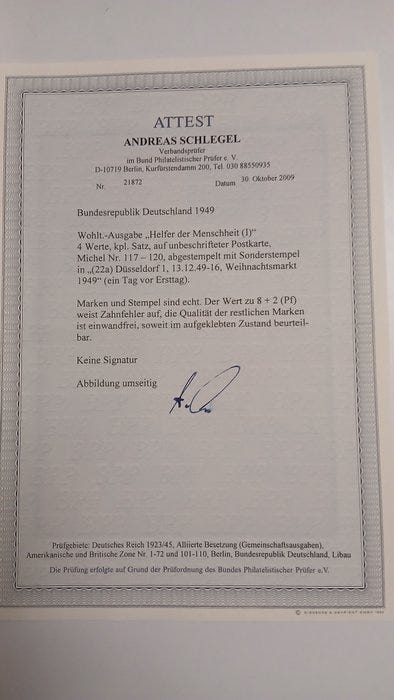 ATTEST
ANDREAS SCHLEGEL
Verbandsprüfer
im Bund Philatelistischer Prüfer e. V.
D-10719 Berlin, Kurfürstendamm 200, Tel. 030 88550935
Nr. 21872 Datum 30. Oktober 2009
Bundesrepublik Deutschland 1949
Wohlt.-Ausgabe „Helfer der Menschheit (I)“
4 Werte, kpl. Satz, auf unbeschrifteter Postkarte,
Michel Nr. 117 – 120, abgestempelt mit Sonderstempel
in „(22a) Düsseldorf 1, 13.12.49-16, Weihnachtsmarkt
1949“ (ein Tag vor Ersttag).
Marken und Stempel sind echt. Der Wert zu 8 + 2 (Pf)
weist Zahnfehler auf, die Qualität der restlichen Marken
ist einwandfrei, soweit im aufgeklebten Zustand beurteil-
bar.
Keine Signatur
Abbildung umseitig
Prüfgebiete: Deutsches Reich 1923/45, Alliierte Besetzung (Gemeinschaftsausgaben),
Amerikanische und Britische Zone Nr. 1-72 und 101-110, Berlin, Bundesrepublik Deutschland, Libau
Die Prüfung erfolgte auf Grund der Prüfordnung des Bundes Philatelistischer Prüfer e.V.